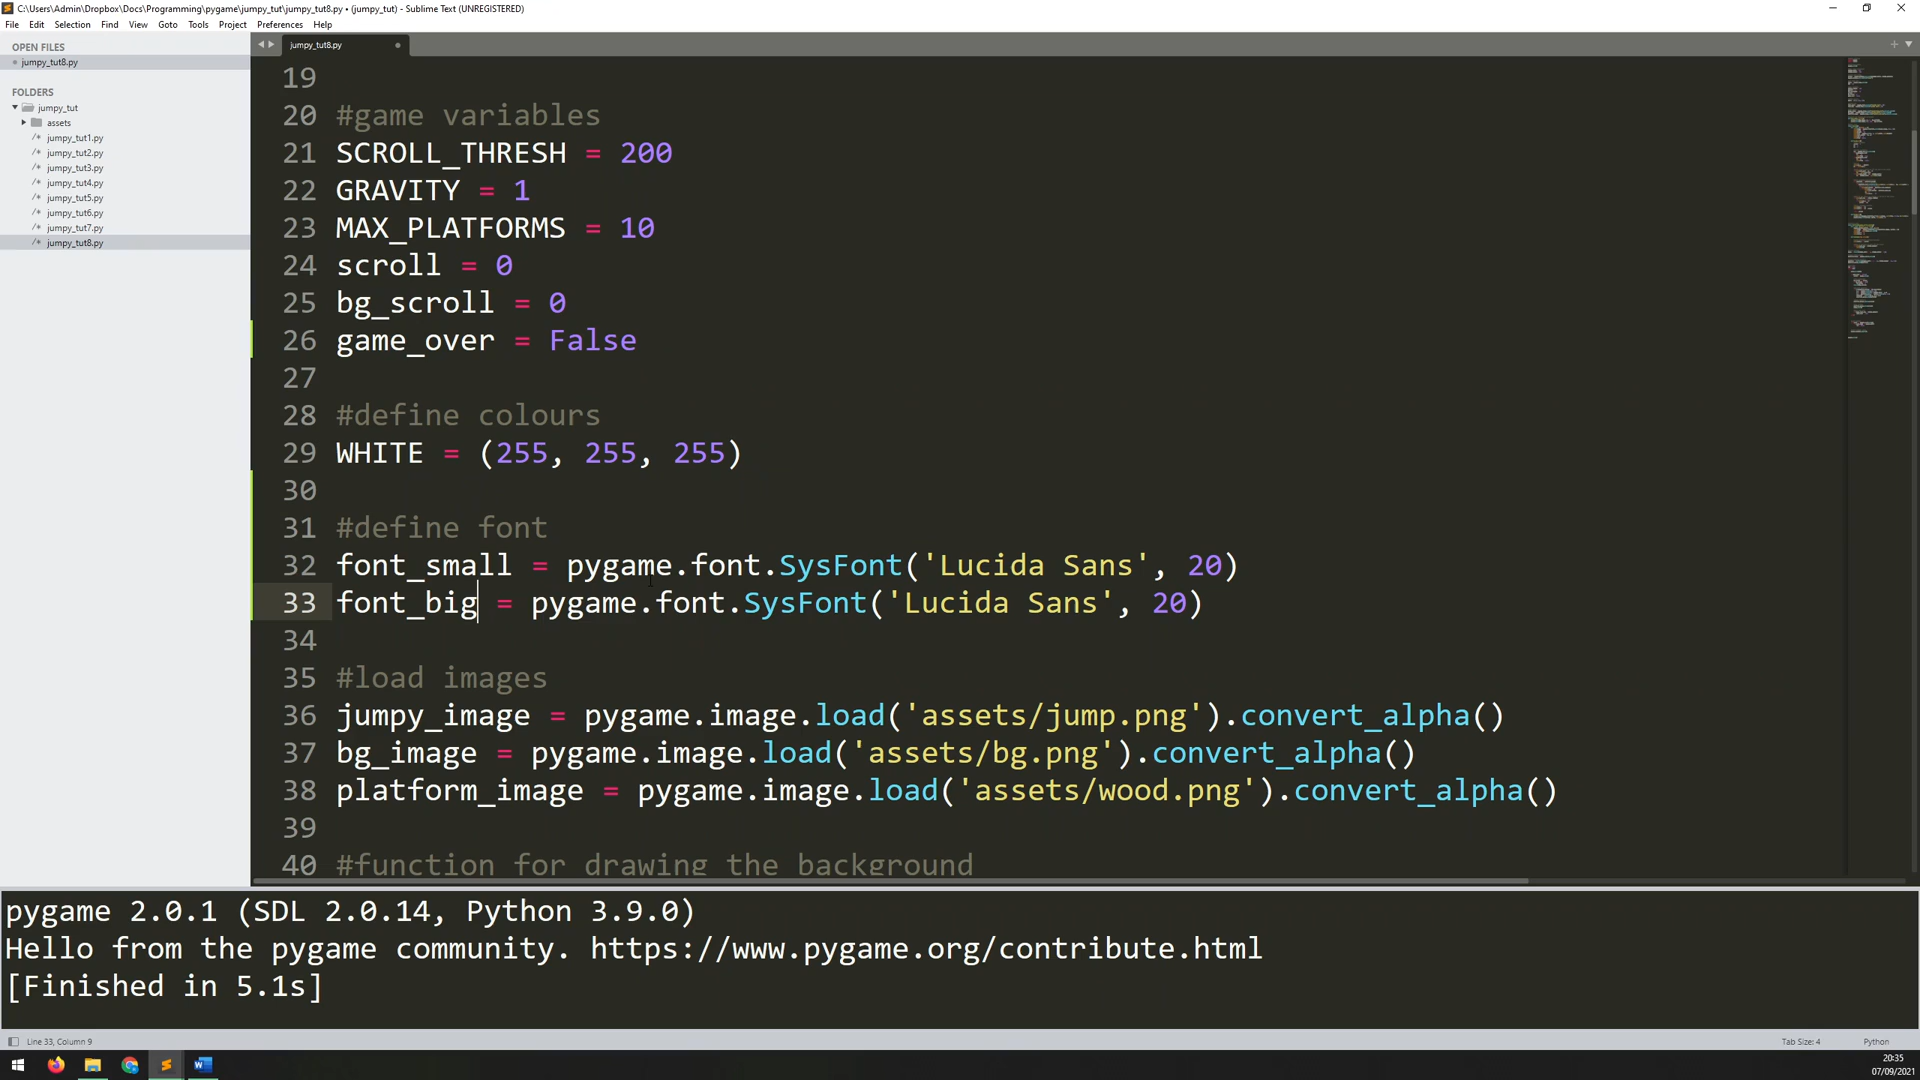 C:\Users\Admin\Dropbox\Docs\Programming\pygame\jumpy_tut\jumpy_tut8.py • (jumpy_tut) - Sublime Text (UNREGISTERED)
File Edit Selection Find View Goto Tools Project Preferences Help
OPEN FILES
jumpy_tut8.py
FOLDERS
jumpy_tut
assets
jumpy_tut1.py
jumpy_tut2.py
jumpy_tut3.py
jumpy_tut4.py
jumpy_tut5.py
jumpy_tut6.py
jumpy_tut7.py
jumpy_tut8.py
jumpy_tut8.py
19
20 #game variables
21 SCROLL_THRESH = 200
22 GRAVITY = 1
23 MAX_PLATFORMS = 10
24 scroll = 0
25 bg_scroll = 0
26 game_over = False
27
28 #define colours
29 WHITE = (255, 255, 255)
30
31 #define font
32 font_small = pygame.font.SysFont('Lucida Sans', 20)
33 font_big = pygame.font.SysFont('Lucida Sans', 20)
34
35 #load images
36 jumpy_image = pygame.image.load('assets/jump.png').convert_alpha()
37 bg_image = pygame.image.load('assets/bg.png').convert_alpha()
38 platform_image = pygame.image.load('assets/wood.png').convert_alpha()
39
40 #function for drawing the background
pygame 2.0.1 (SDL 2.0.14, Python 3.9.0)
Hello from the pygame community. https://www.pygame.org/contribute.html
[Finished in 5.1s]
Line 33, Column 9
Tab Size: 4
Python
20:35
07/09/2021